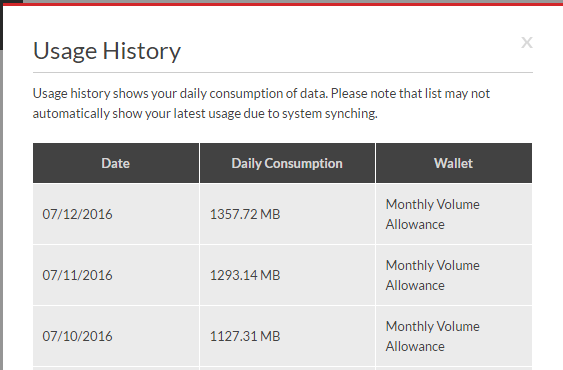 Usage History
X
Usage history shows your daily consumption of data. Please note that list may not
automatically show your latest usage due to system synching.
Date Daily Consumption Wallet
07/12/2016 1357.72 MB Monthly Volume
Allowance
07/11/2016 1293.14 MB Monthly Volume
Allowance
07/10/2016 1127.31 MB Monthly Volume
Allowance